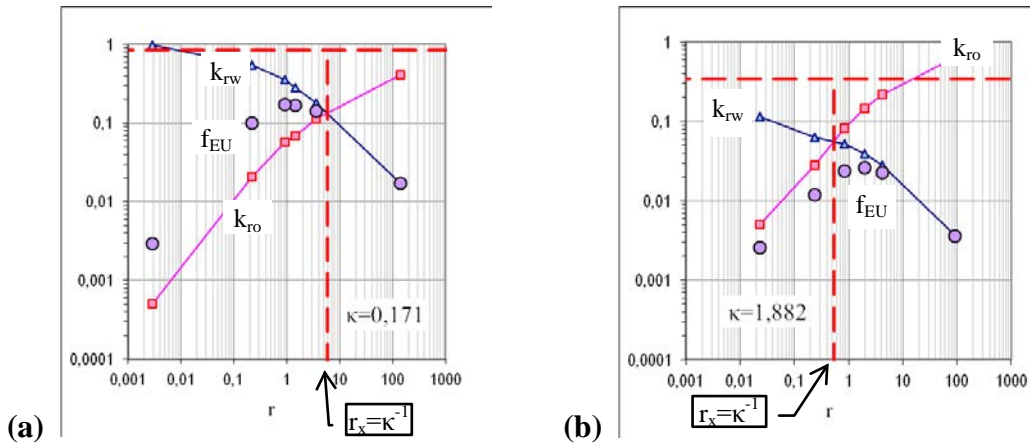 1
0,1
0,01
0,001
0,0001
k_rw
f_EU
k_ro
κ=0,171
0,001 0,01 0,1 1 10 100 1000
r
r_x=κ^-1
(a)
10
1
0,1
0,01
0,001
0,0001
k_ro
k_rw
f_EU
κ=1,882
0,001 0,01 0,1 1 10 100 1000
r
r_x=κ^-1
(b)